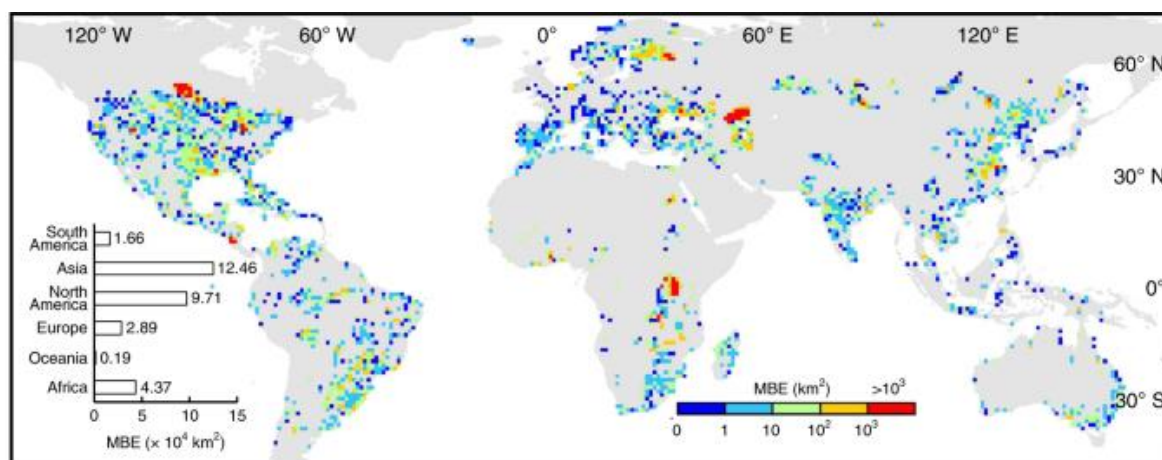 120° W 60° W 0° 60° E 120° E
60° N
30° N
0°
30° S
South America 1.66
Asia 12.46
North America 9.71
Europe 2.89
Oceania 0.19
Africa 4.37
0 5 10 15
MBE (× 10⁴ km²)
MBE (km²) >10³
0 1 10 10² 10³